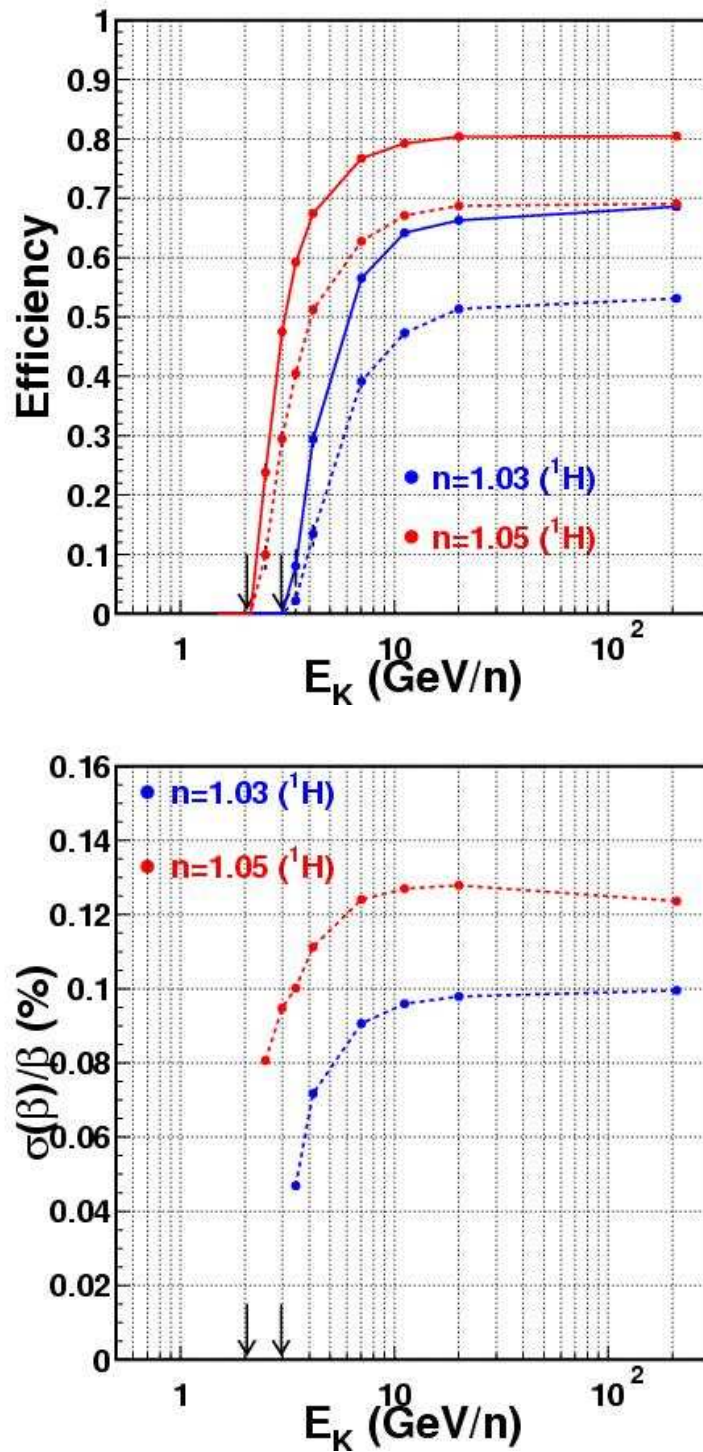 1
0.9
0.8
0.7
0.6
0.5
0.4
0.3
0.2
0.1
0
Efficiency
n=1.03 (¹H)
n=1.05 (¹H)
1 10 10²
E_K (GeV/n)
0.16
0.14
0.12
0.1
0.08
0.06
0.04
0.02
0
σ(β)/β (%)
n=1.03 (¹H)
n=1.05 (¹H)
1 10 10²
E_K (GeV/n)